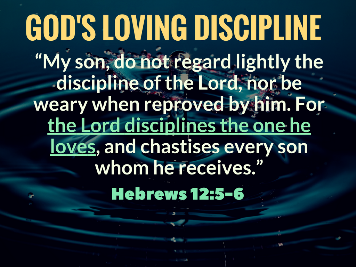 GOD'S LOVING DISCIPLINE
“My son, do not regard lightly the
discipline of the Lord, nor be
weary when reproved by him. For
the Lord disciplines the one he
loves, and chastises every son
whom he receives.”
Hebrews 12:5-6